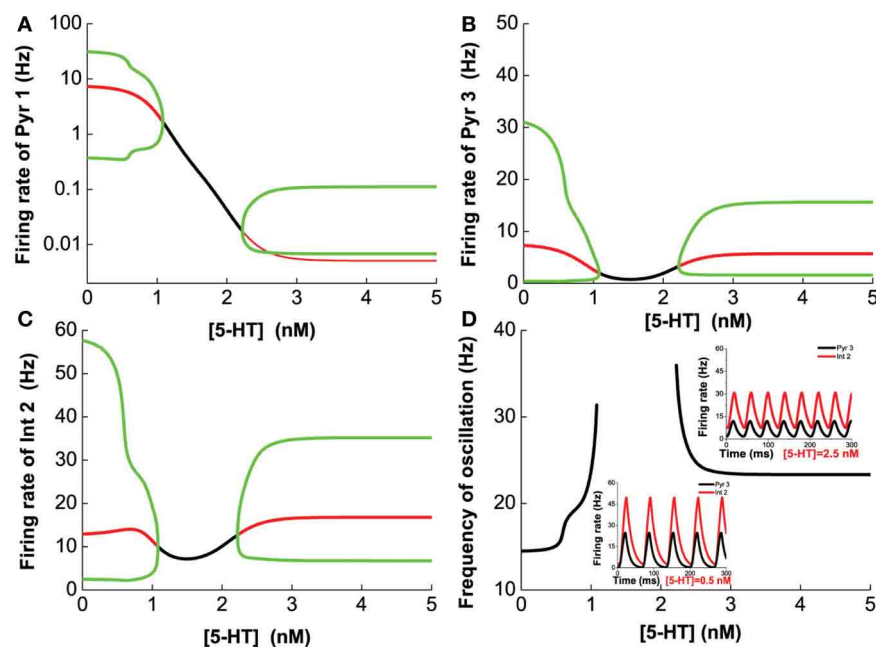 A
Firing rate of Pyr 1 (Hz)
100
10
1
0.1
0.01
0 1 2 3 4 5
[5-HT] (nM)
B
Firing rate of Pyr 3 (Hz)
50
40
30
20
10
0
0 1 2 3 4 5
[5-HT] (nM)
C
Firing rate of Int 2 (Hz)
60
50
40
30
20
10
0
0 1 2 3 4 5
[5-HT] (nM)
D
Frequency of oscillation (Hz)
40
30
20
10
0 1 2 3 4 5
[5-HT] (nM)
Pyr 3
Int 2
Firing rate (Hz)
60
45
30
15
0
0 100 200 300
Time (ms) [5-HT]=2.5 nM
Pyr 3
Int 2
Firing rate (Hz)
60
45
30
15
0
0 100 200 300
Time (ms) [5-HT]=0.5 nM